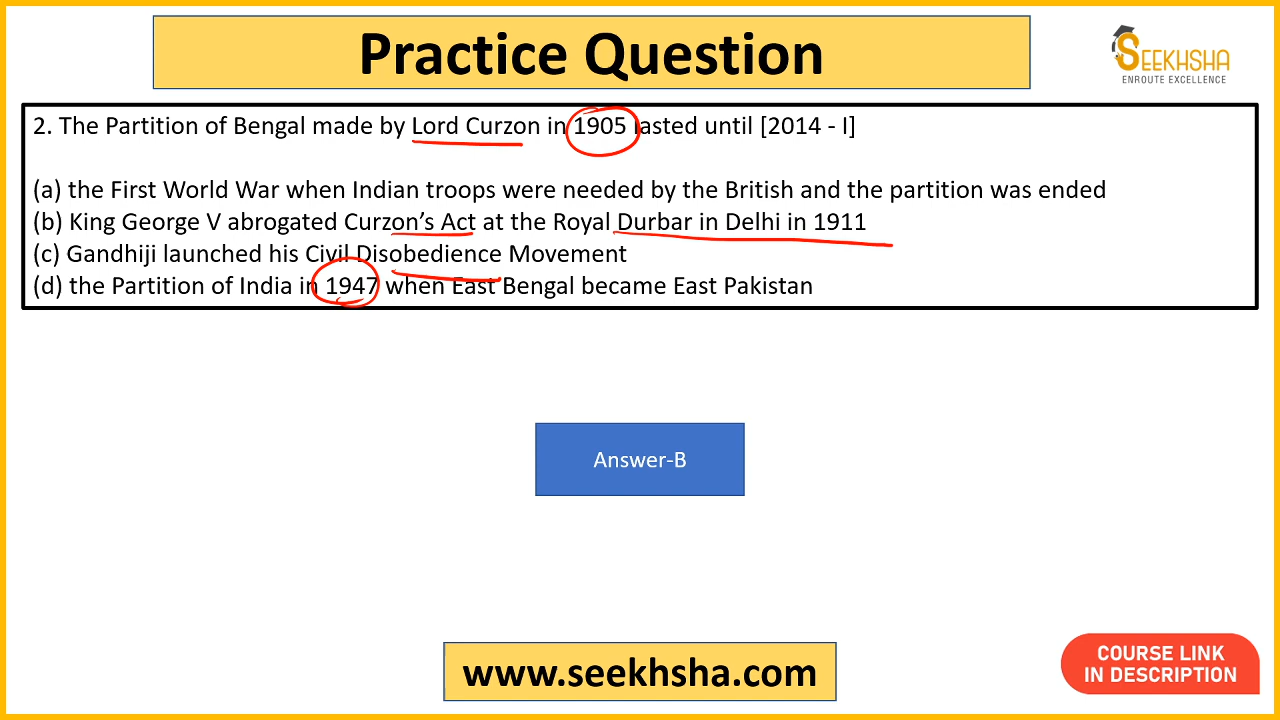 Practice Question
SEEKHSHA
ENROUTE EXCELLENCE
2. The Partition of Bengal made by Lord Curzon in 1905 lasted until [2014 - I]
(a) the First World War when Indian troops were needed by the British and the partition was ended
(b) King George V abrogated Curzon’s Act at the Royal Durbar in Delhi in 1911
(c) Gandhiji launched his Civil Disobedience Movement
(d) the Partition of India in 1947 when East Bengal became East Pakistan
Answer-B
www.seekhsha.com
COURSE LINK
IN DESCRIPTION